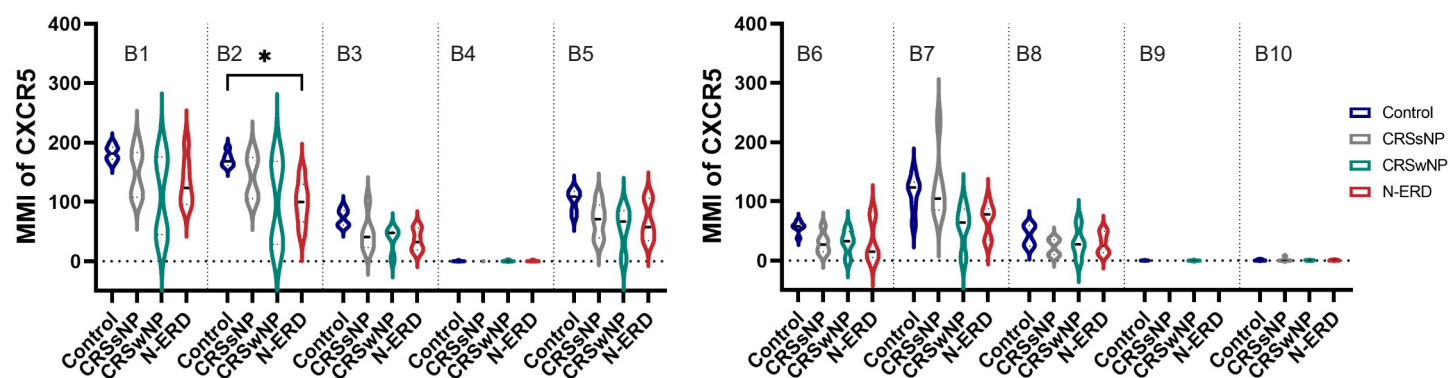 MMI of CXCR5
400
300
200
100
0
B1
B2
*
B3
B4
B5
Control
CRSsNP
CRSwNP
N-ERD
Control
CRSsNP
CRSwNP
N-ERD
Control
CRSsNP
CRSwNP
N-ERD
Control
CRSsNP
CRSwNP
N-ERD
Control
CRSsNP
CRSwNP
N-ERD
MMI of CXCR5
400
300
200
100
0
B6
B7
B8
B9
B10
Control
CRSsNP
CRSwNP
N-ERD
Control
CRSsNP
CRSwNP
N-ERD
Control
CRSsNP
CRSwNP
N-ERD
Control
CRSsNP
CRSwNP
N-ERD
Control
CRSsNP
CRSwNP
N-ERD
Control
CRSsNP
CRSwNP
N-ERD